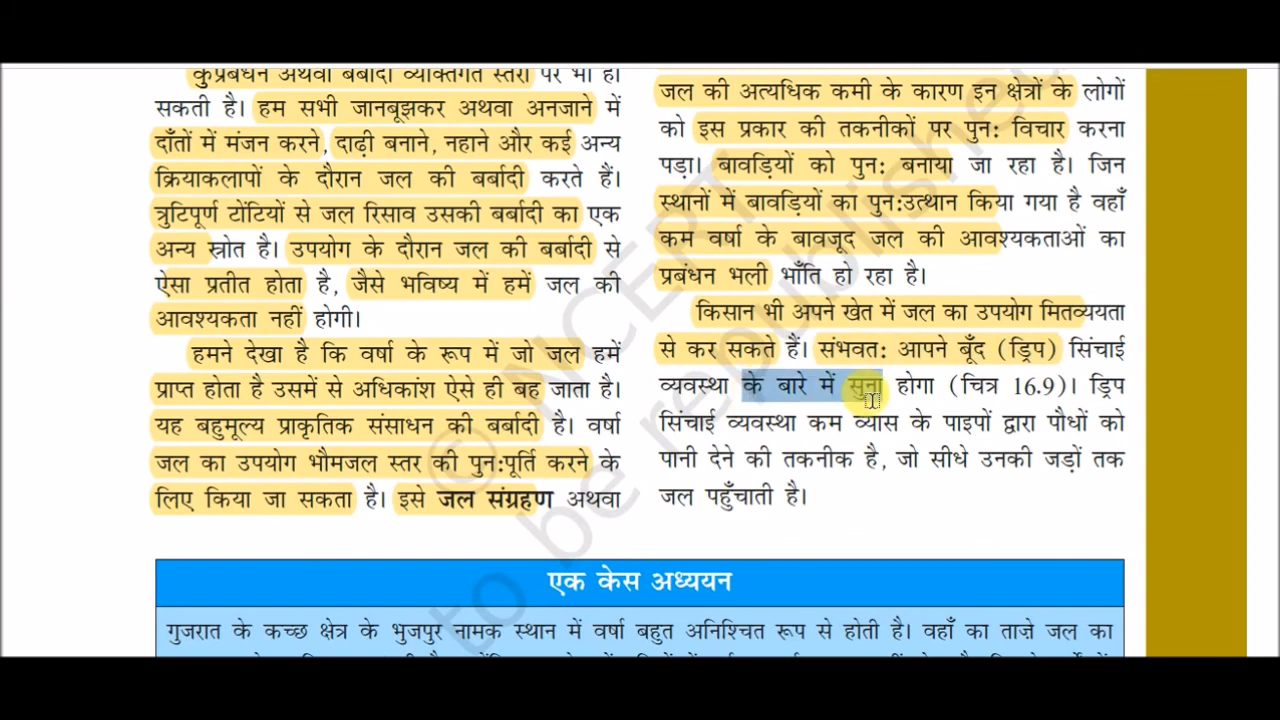 कुप्रबंधन अथवा बर्बादी व्यक्तिगत स्तरों पर भी हो
सकती है। हम सभी जानबूझकर अथवा अनजाने में
दाँतों में मंजन करने, दाढ़ी बनाने, नहाने और कई अन्य
क्रियाकलापों के दौरान जल की बर्बादी करते हैं।
त्रुटिपूर्ण टोंटियों से जल रिसाव उसकी बर्बादी का एक
अन्य स्रोत है। उपयोग के दौरान जल की बर्बादी से
ऐसा प्रतीत होता है, जैसे भविष्य में हमें जल की
आवश्यकता नहीं होगी।
हमने देखा है कि वर्षा के रूप में जो जल हमें
प्राप्त होता है उसमें से अधिकांश ऐसे ही बह जाता है।
यह बहुमूल्य प्राकृतिक संसाधन की बर्बादी है। वर्षा
जल का उपयोग भौमजल स्तर की पुन:पूर्ति करने के
लिए किया जा सकता है। इसे जल संग्रहण अथवा
जल की अत्यधिक कमी के कारण इन क्षेत्रों के लोगों
को इस प्रकार की तकनीकों पर पुन: विचार करना
पड़ा। बावड़ियों को पुन: बनाया जा रहा है। जिन
स्थानों में बावड़ियों का पुन:उत्थान किया गया है वहाँ
कम वर्षा के बावजूद जल की आवश्यकताओं का
प्रबंधन भली भाँति हो रहा है।
किसान भी अपने खेत में जल का उपयोग मितव्ययता
से कर सकते हैं। संभवत: आपने बूँद (ड्रिप) सिंचाई
व्यवस्था के बारे में सुना होगा (चित्र 16.9)। ड्रिप
सिंचाई व्यवस्था कम व्यास के पाइपों द्वारा पौधों को
पानी देने की तकनीक है, जो सीधे उनकी जड़ों तक
जल पहुँचाती है।
© NCERT
to be republished
एक केस अध्ययन
गुजरात के कच्छ क्षेत्र के भुजपुर नामक स्थान में वर्षा बहुत अनिश्चित रूप से होती है। वहाँ का ताज़े जल का